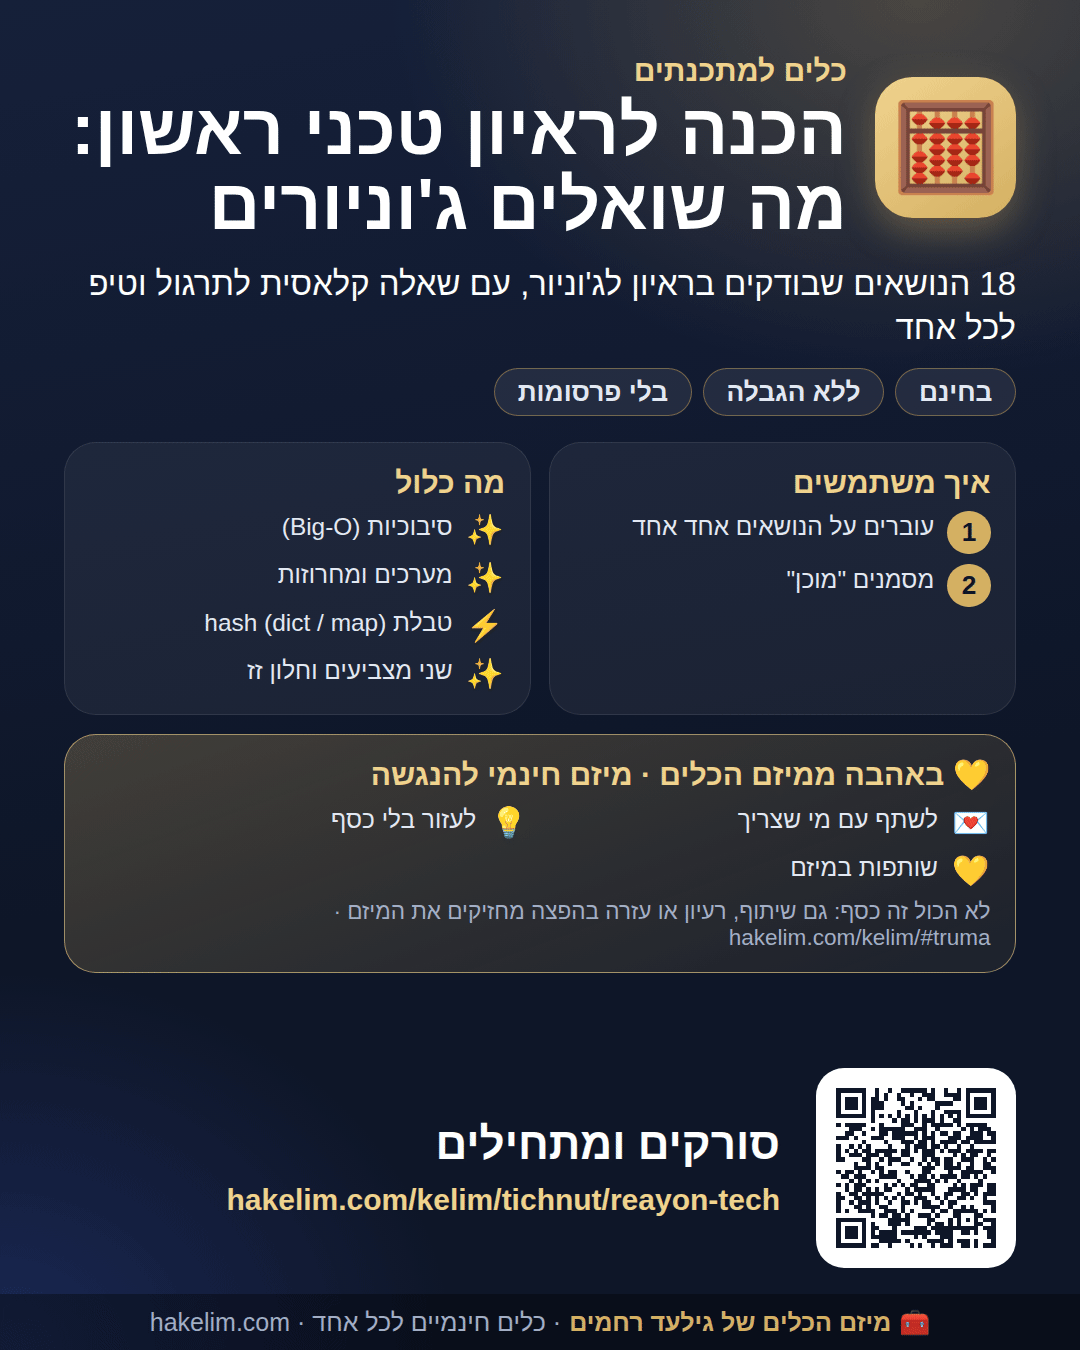 כלים למתכנתים
הכנה לראיון טכני ראשון:
מה שואלים ג'וניורים
18 הנושאים שבודקים בראיון לג'וניור, עם שאלה קלאסית לתרגול וטיפ
לכל אחד
בחינם
ללא הגבלה
בלי פרסומות
איך משתמשים
1 עוברים על הנושאים אחד אחד
2 מסמנים "מוכן"
מה כלול
סיבוכיות (Big-O)
מערכים ומחרוזות
טבלת hash (dict / map)
שני מצביעים וחלון זז
באהבה ממיזם הכלים · מיזם חינמי להנגשה
לשתף עם מי שצריך
לעזור בלי כסף
שותפות במיזם
לא הכול זה כסף: גם שיתוף, רעיון או עזרה בהפצה מחזיקים את המיזם ·
hakelim.com/kelim/#truma
סורקים ומתחילים
hakelim.com/kelim/tichnut/reayon-tech
מיזם הכלים של גילעד רחמים · כלים חינמיים לכל אחד · hakelim.com